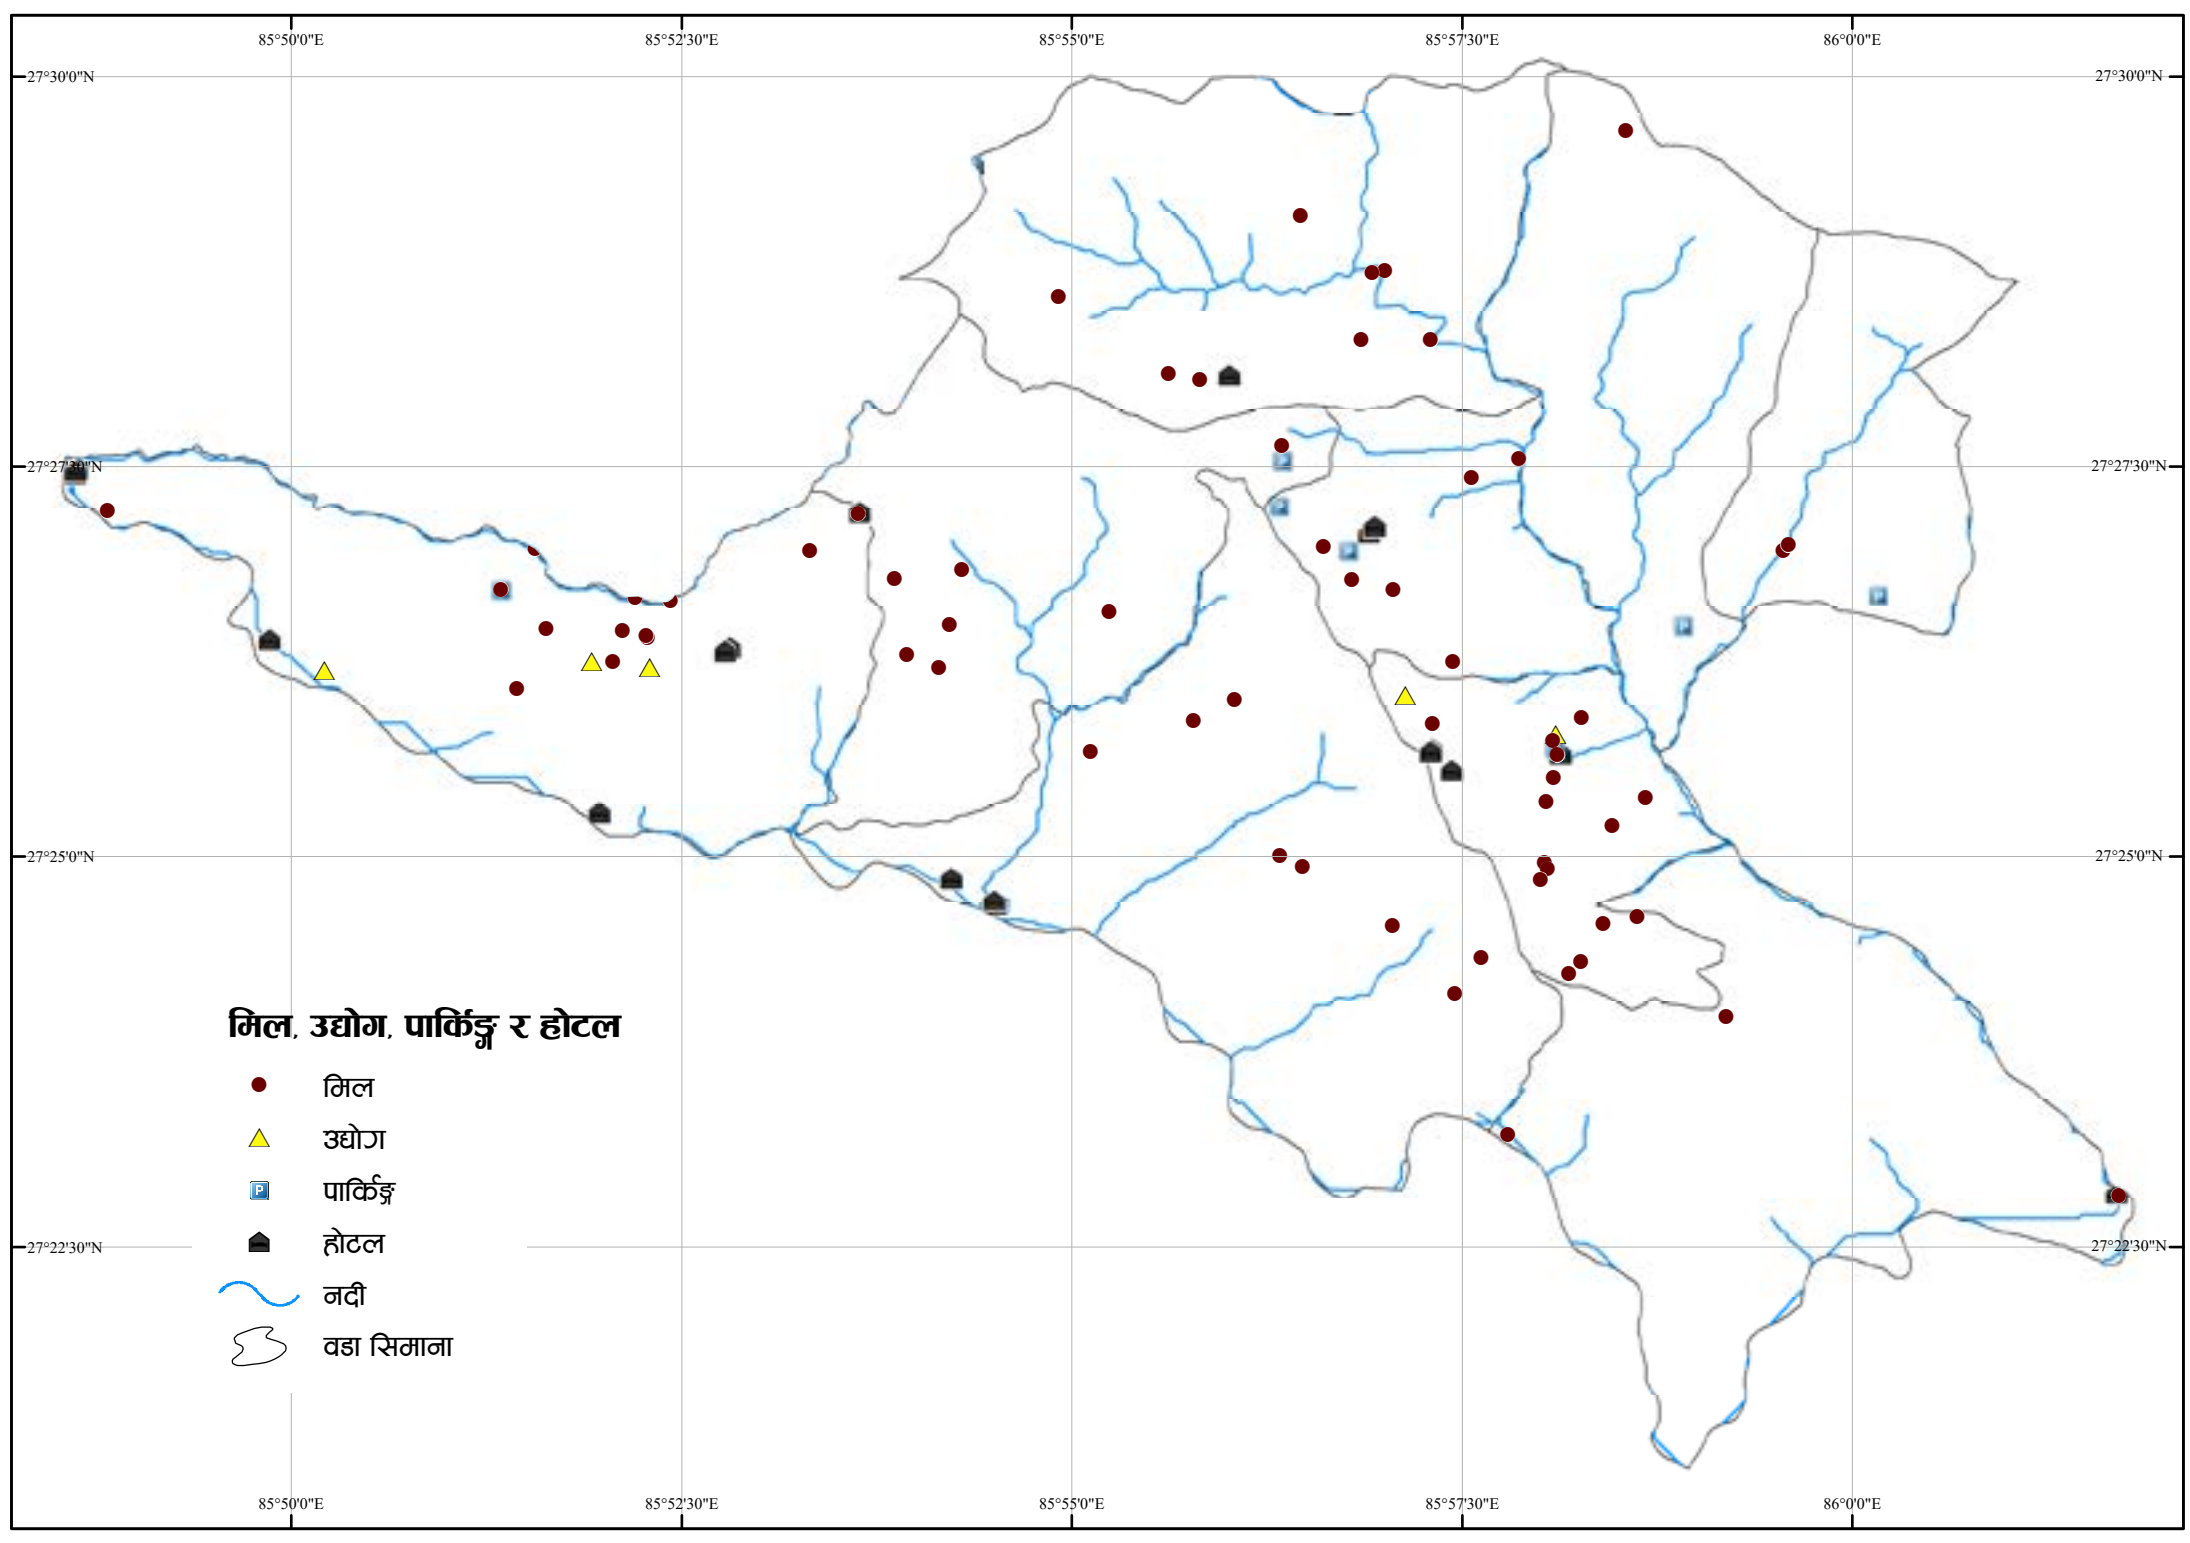 85°50'0"E 85°52'30"E 85°55'0"E 85°57'30"E 86°0'0"E
27°30'0"N 27°30'0"N
27°27'30"N 27°27'30"N
27°25'0"N 27°25'0"N
मिल, उद्योग, पार्किङ्ग र होटल
मिल
उद्योग
P पार्किङ्ग
होटल
27°22'30"N 27°22'30"N
नदी
वडा सिमाना
85°50'0"E 85°52'30"E 85°55'0"E 85°57'30"E 86°0'0"E